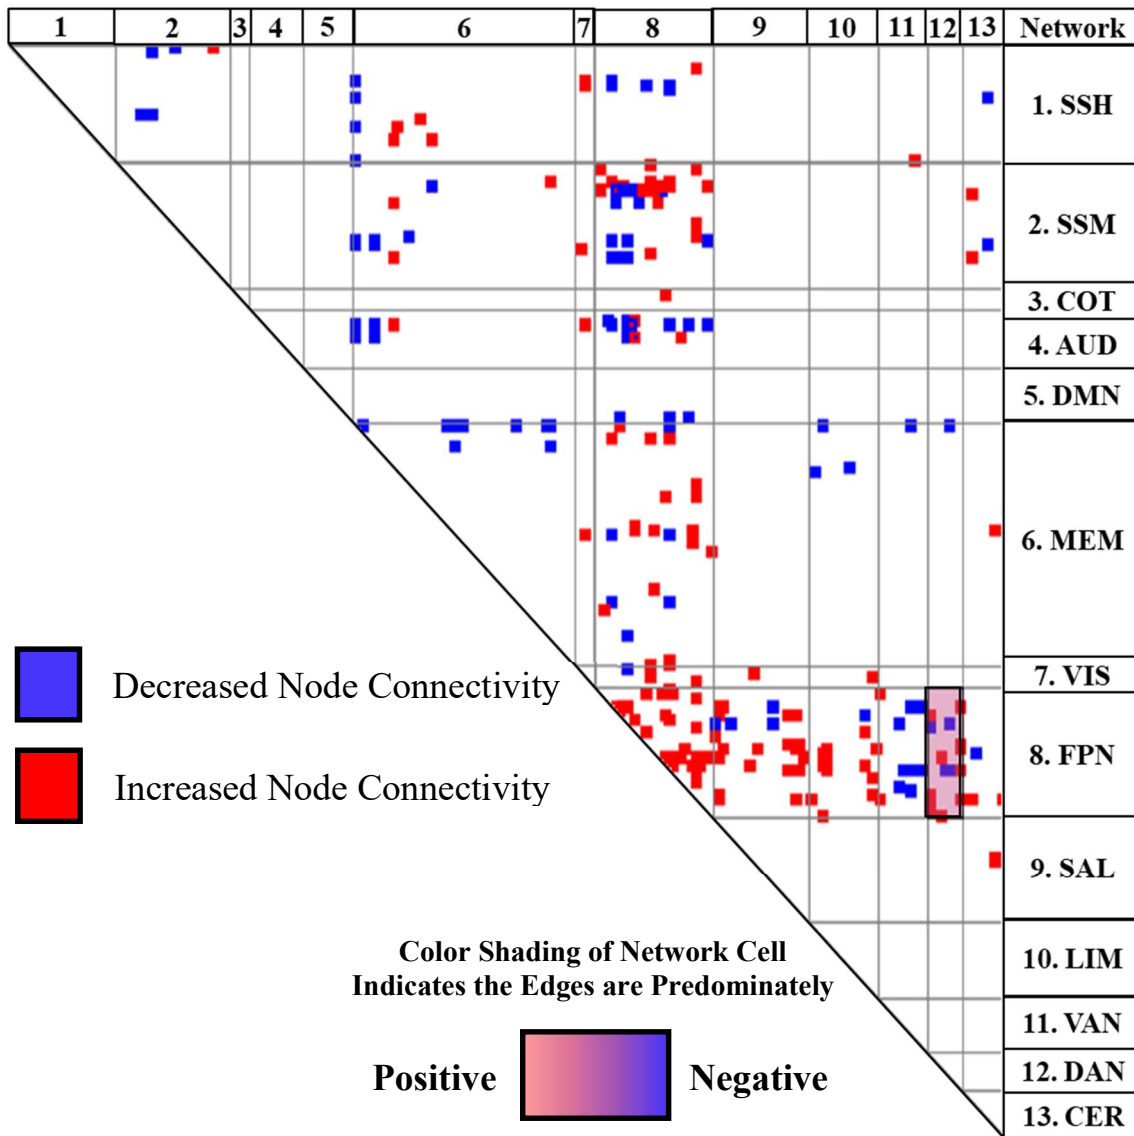 1 2 3 4 5 6 7 8 9 10 11 12 13 Network
1. SSH
2. SSM
3. COT
4. AUD
5. DMN
6. MEM
7. VIS
8. FPN
9. SAL
10. LIM
11. VAN
12. DAN
13. CER
Decreased Node Connectivity
Increased Node Connectivity
Color Shading of Network Cell
Indicates the Edges are Predominately
Positive Negative